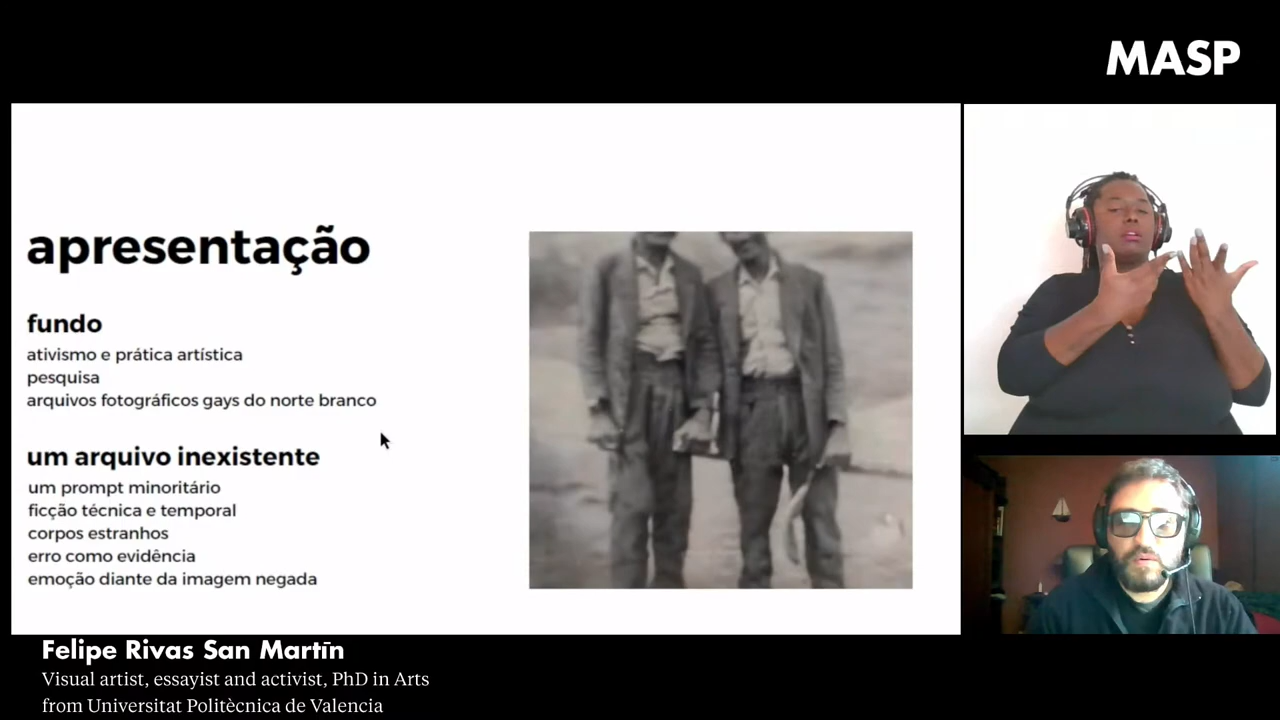 MASP
apresentação
fundo
ativismo e prática artística
pesquisa
arquivos fotográficos gays do norte branco
um arquivo inexistente
um prompt minoritário
ficção técnica e temporal
corpos estranhos
erro como evidência
emoção diante da imagem negada
Felipe Rivas San Martīn
Visual artist, essayist and activist, PhD in Arts
from Universitat Politècnica de Valencia